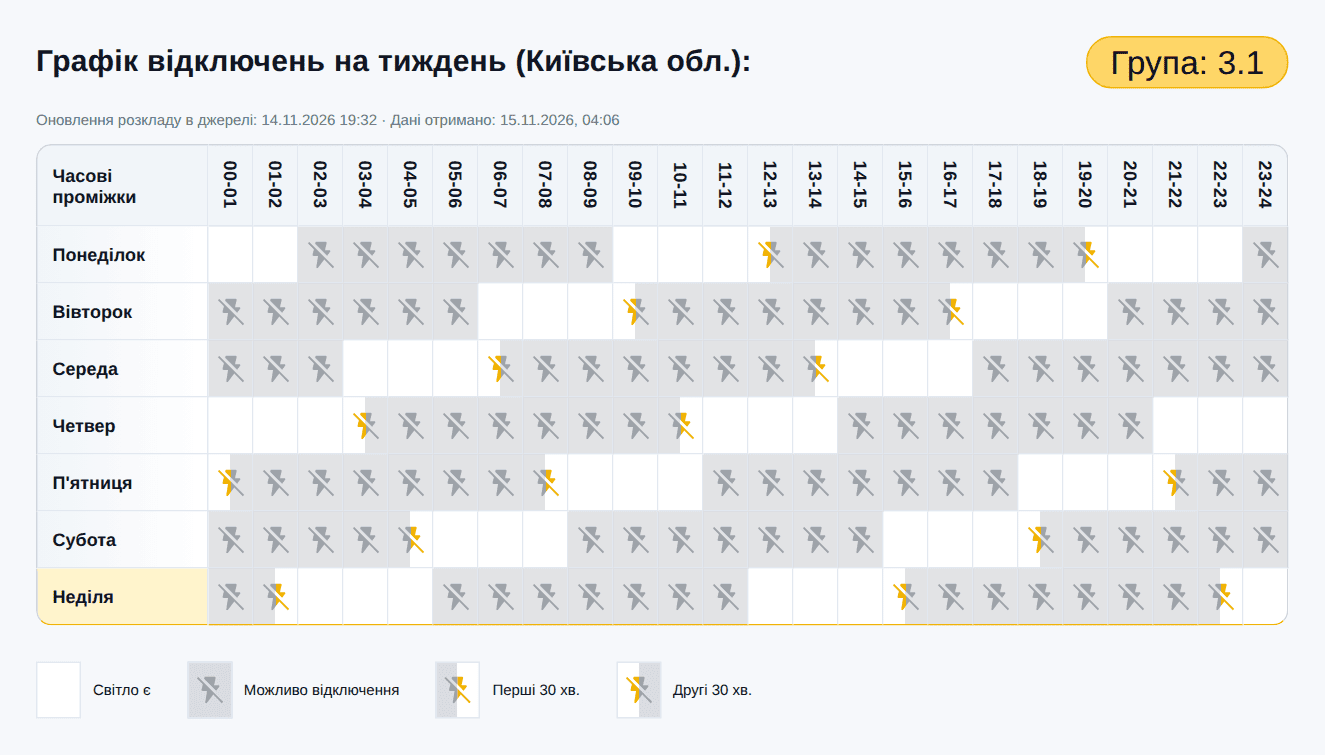 Графік відключень на тиждень (Київська обл.):
Група: 3.1
Оновлення розкладу в джерелі: 14.11.2026 19:32 · Дані отримано: 15.11.2026, 04:06
Часові
проміжки
00-01
01-02
02-03
03-04
04-05
05-06
06-07
07-08
08-09
09-10
10-11
11-12
12-13
13-14
14-15
15-16
16-17
17-18
18-19
19-20
20-21
21-22
22-23
23-24
Понеділок
Вівторок
Середа
Четвер
П'ятниця
Субота
Неділя
Світло є
Можливо відключення
Перші 30 хв.
Другі 30 хв.